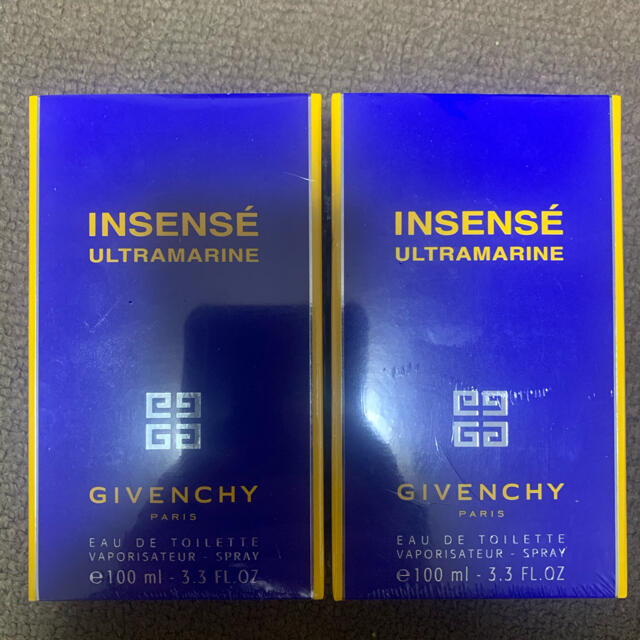 INSENSÉ
ULTRAMARINE
GIVENCHY
PARIS
EAU DE TOILETTE
VAPORISATEUR - SPRAY
e 100 ml - 3.3 FL.OZ
INSENSÉ
ULTRAMARINE
GIVENCHY
PARIS
EAU DE TOILETTE
VAPORISATEUR - SPRAY
e 100 ml - 3.3 FL.OZ